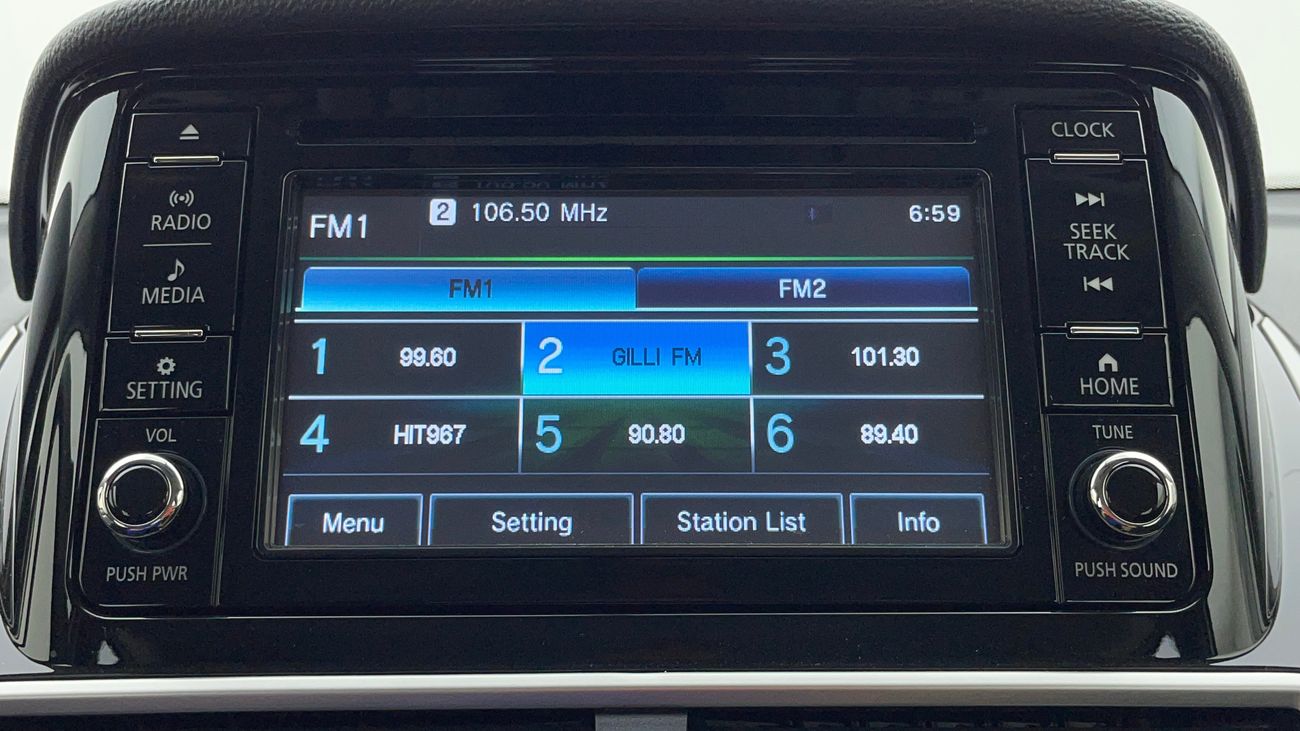 CLOCK
RADIO
MEDIA
SETTING
VOL
PUSH PWR
FM1
2 106.50 MHz
6:59
FM1 FM2
1 99.60 2 GILLI FM 3 101.30
4 HIT967 5 90.80 6 89.40
Menu Setting Station List Info
SEEK
TRACK
HOME
TUNE
PUSH SOUND